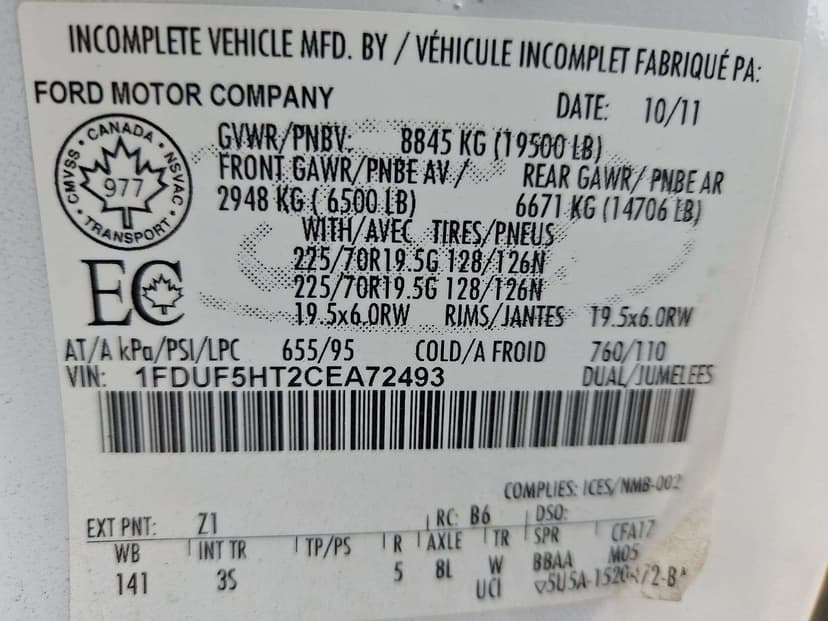 INCOMPLETE VEHICLE MFD. BY / VÉHICULE INCOMPLET FABRIQUÉ PA:
FORD MOTOR COMPANY DATE: 10/11
CANADA CMVSS NSVAC 977 TRANSPORT
GVWR/PNBV: 8845 KG (19500 LB)
FRONT GAWR/PNBE AV / REAR GAWR/ PNBE AR
2948 KG ( 6500 LB) 6671 KG (14706 LB)
WITH/AVEC TIRES/PNEUS
225/70R19.5G 128/126N
225/70R19.5G 128/126N
EC
19.5x6.0RW RIMS/JANTES 19.5x6.0RW
AT/A kPa/PSI/LPC 655/95 COLD/A FROID 760/110
VIN: 1FDUF5HT2CEA72493 DUAL/JUMELEES
COMPLIES: ICES/NMB-002
EXT PNT: Z1 RC: B6 DSO:
WB INT TR TP/PS R AXLE TR SPR CFA17
141 3S 5 8L W BBAA M05
UCI